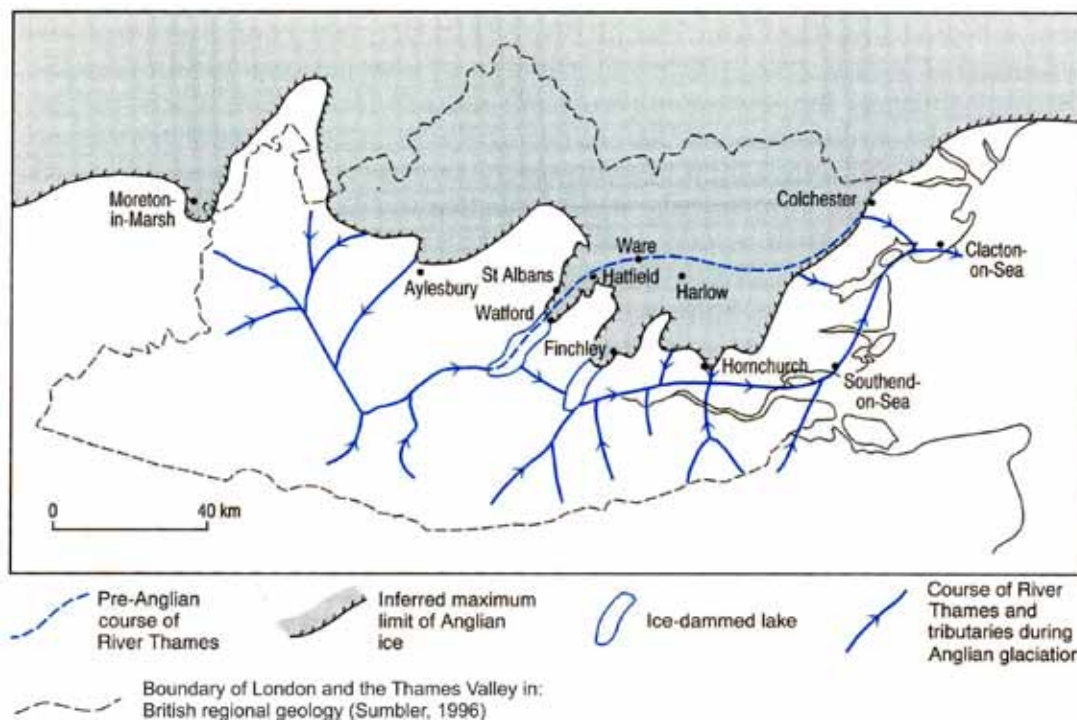 Moreton-
in-Marsh
Aylesbury
St Albans
Watford
Finchley
Ware
Hatfield
Harlow
Hornchurch
Colchester
Clacton-
on-Sea
Southend-
on-Sea
0
40 km
Pre-Anglian
course of
River Thames
Inferred maximum
limit of Anglian
ice
Ice-dammed lake
Course of River
Thames and
tributaries during
Anglian glaciation
Boundary of London and the Thames Valley in:
British regional geology (Sumbler, 1996)